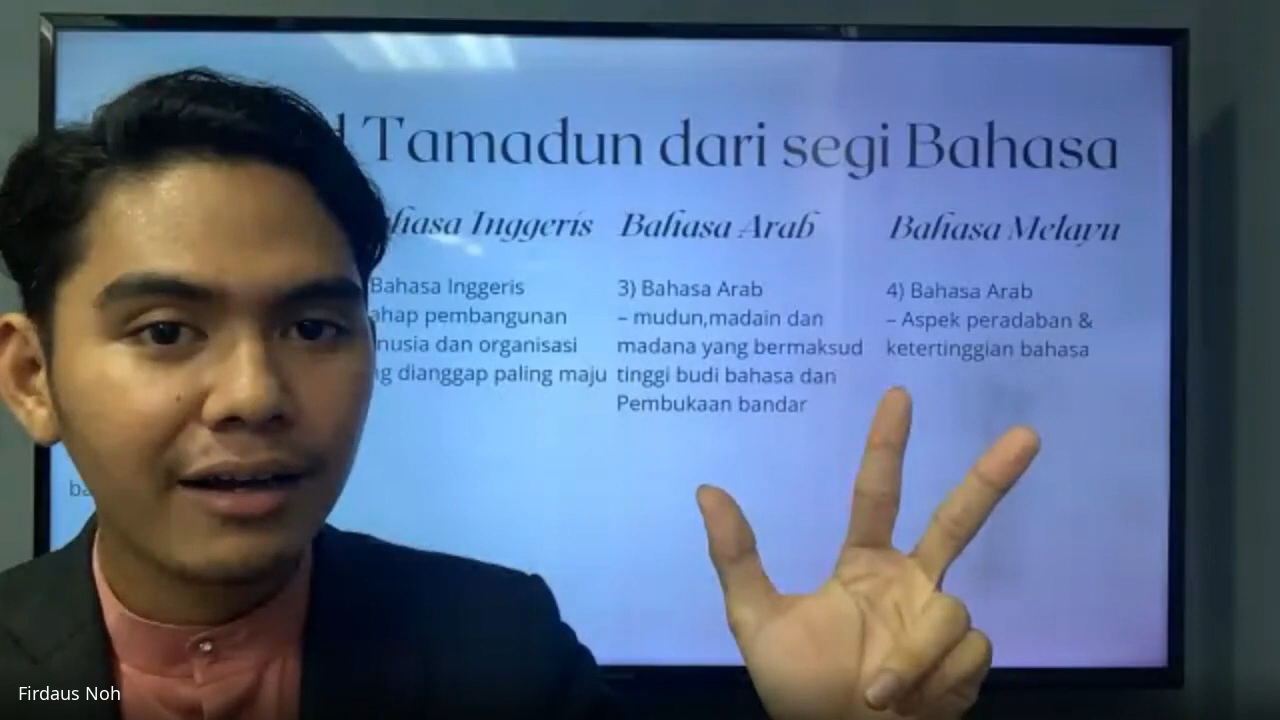 Tamadun dari segi Bahasa
Inggeris
Bahasa Arab
Bahasa Melayu
Bahasa Inggeris
pembangunan
dan organisasi
dianggap paling maju
3) Bahasa Arab
– mudun,madain dan
madana yang bermaksud
tinggi budi bahasa dan
Pembukaan bandar
4) Bahasa Arab
– Aspek peradaban &
ketertinggian bahasa
Firdaus Noh